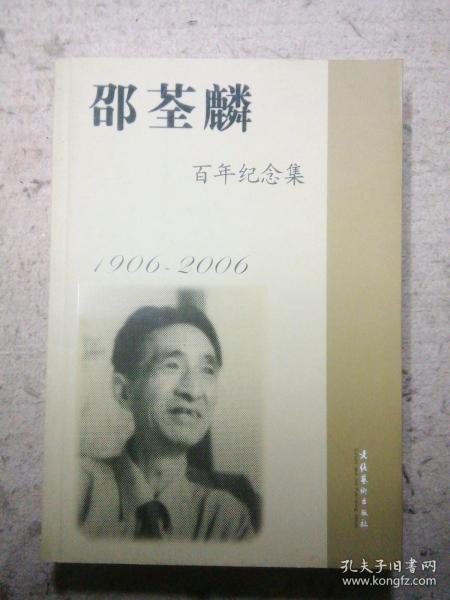 邵荃麟
百年纪念集
1906-2006
文化艺术出版社
孔夫子旧书网
www.kongfz.com